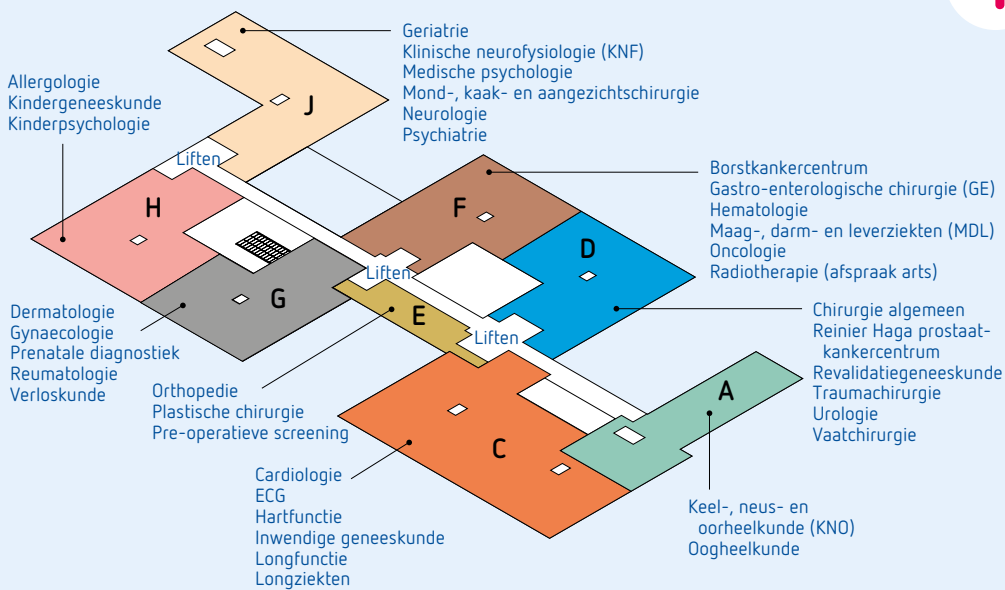 Geriatrie
Klinische neurofysiologie (KNF)
Medische psychologie
Mond-, kaak- en aangezichtschirurgie
Neurologie
Psychiatrie
Allergologie
Kindergeneeskunde
Kinderpsychologie
J
Liften
Borstkankercentrum
Gastro-enterologische chirurgie (GE)
Hematologie
Maag-, darm- en leverziekten (MDL)
Oncologie
Radiotherapie (afspraak arts)
H
F
D
Liften
G
E
Liften
Dermatologie
Gynaecologie
Prenatale diagnostiek
Reumatologie
Verloskunde
Chirurgie algemeen
Reinier Haga prostaat-
kankercentrum
Revalidatiegeneeskunde
Traumachirurgie
Urologie
Vaatchirurgie
Orthopedie
Plastische chirurgie
Pre-operatieve screening
A
C
Cardiologie
ECG
Hartfunctie
Inwendige geneeskunde
Longfunctie
Longziekten
Keel-, neus- en
oorheelkunde (KNO)
Oogheelkunde